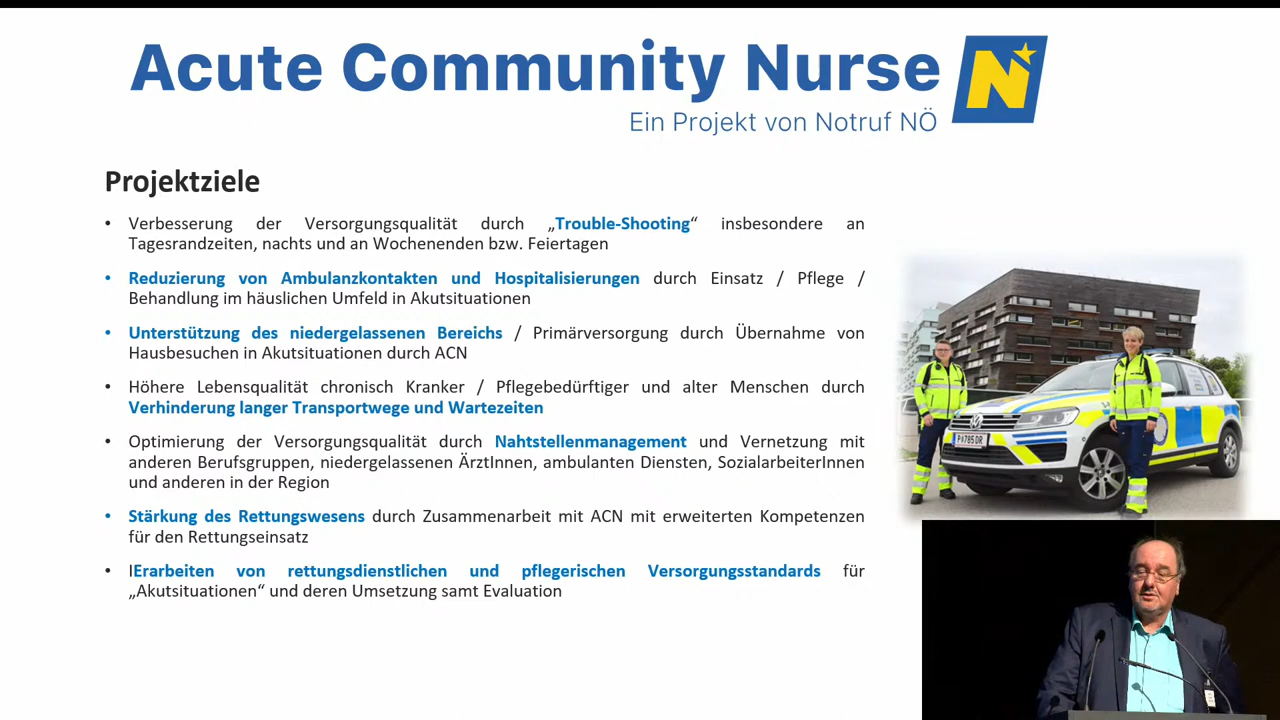 Acute Community Nurse N
Ein Projekt von Notruf NÖ
Projektziele
• Verbesserung der Versorgungsqualität durch „Trouble-Shooting“ insbesondere an
Tagesrandzeiten, nachts und an Wochenenden bzw. Feiertagen
• Reduzierung von Ambulanzkontakten und Hospitalisierungen durch Einsatz / Pflege /
Behandlung im häuslichen Umfeld in Akutsituationen
• Unterstützung des niedergelassenen Bereichs / Primärversorgung durch Übernahme von
Hausbesuchen in Akutsituationen durch ACN
• Höhere Lebensqualität chronisch Kranker / Pflegebedürftiger und alter Menschen durch
Verhinderung langer Transportwege und Wartezeiten
• Optimierung der Versorgungsqualität durch Nahtstellenmanagement und Vernetzung mit
anderen Berufsgruppen, niedergelassenen ÄrztInnen, ambulanten Diensten, SozialarbeiterInnen
und anderen in der Region
• Stärkung des Rettungswesens durch Zusammenarbeit mit ACN mit erweiterten Kompetenzen
für den Rettungseinsatz
• IErarbeiten von rettungsdienstlichen und pflegerischen Versorgungsstandards für
„Akutsituationen“ und deren Umsetzung samt Evaluation